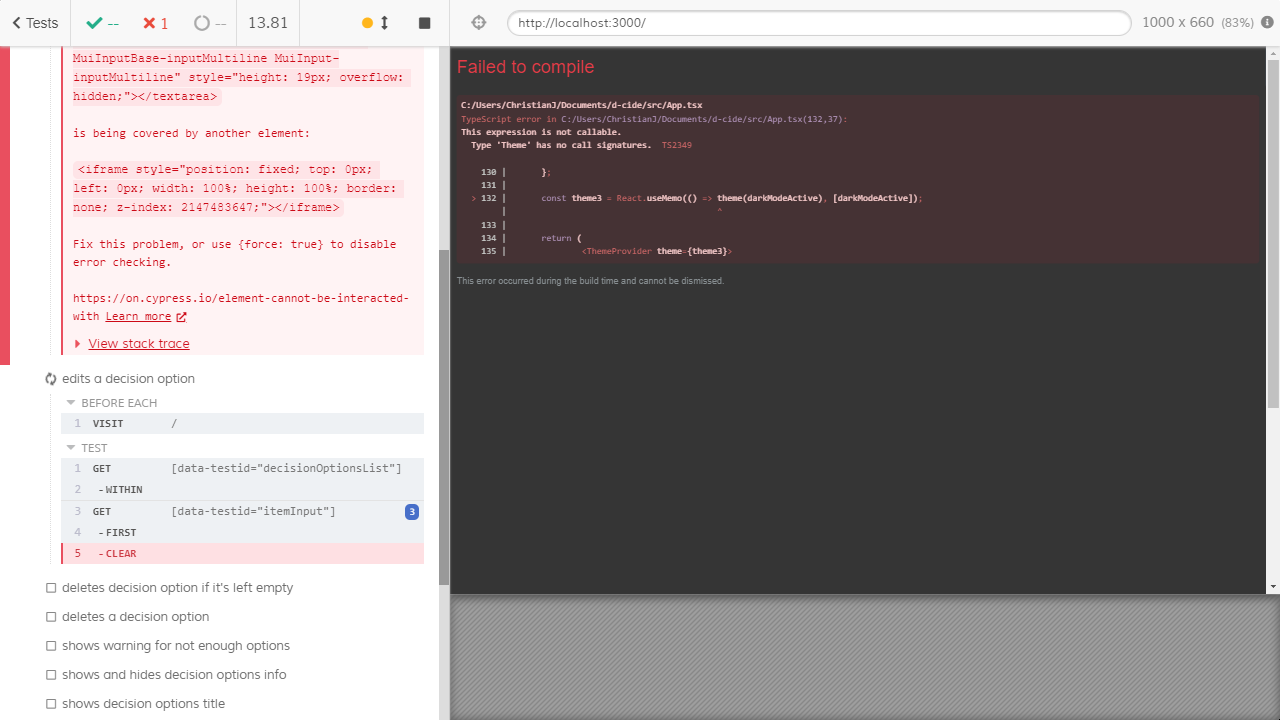 Tests
--
1
--
13.81
http://localhost:3000/
1000 x 660 (83%)
MuiInputBase-inputMultiline MuiInput-
inputMultiline" style="height: 19px; overflow:
hidden;"></textarea>
is being covered by another element:
<iframe style="position: fixed; top: 0px;
left: 0px; width: 100%; height: 100%; border:
none; z-index: 2147483647;"></iframe>
Fix this problem, or use {force: true} to disable
error checking.
https://on.cypress.io/element-cannot-be-interacted-
with Learn more
View stack trace
edits a decision option
BEFORE EACH
1 VISIT /
TEST
1 GET [data-testid="decisionOptionsList"]
2 -WITHIN
3 GET [data-testid="itemInput"] 3
4 -FIRST
5 -CLEAR
deletes decision option if it's left empty
deletes a decision option
shows warning for not enough options
shows and hides decision options info
shows decision options title
Failed to compile
C:/Users/ChristianJ/Documents/d-cide/src/App.tsx
TypeScript error in C:/Users/ChristianJ/Documents/d-cide/src/App.tsx(132,37):
This expression is not callable.
Type 'Theme' has no call signatures.  TS2349
130 | };
131 |
> 132 | const theme3 = React.useMemo(() => theme(darkModeActive), [darkModeActive]);
| ^
133 |
134 | return (
135 | <ThemeProvider theme={theme3}>
This error occurred during the build time and cannot be dismissed.